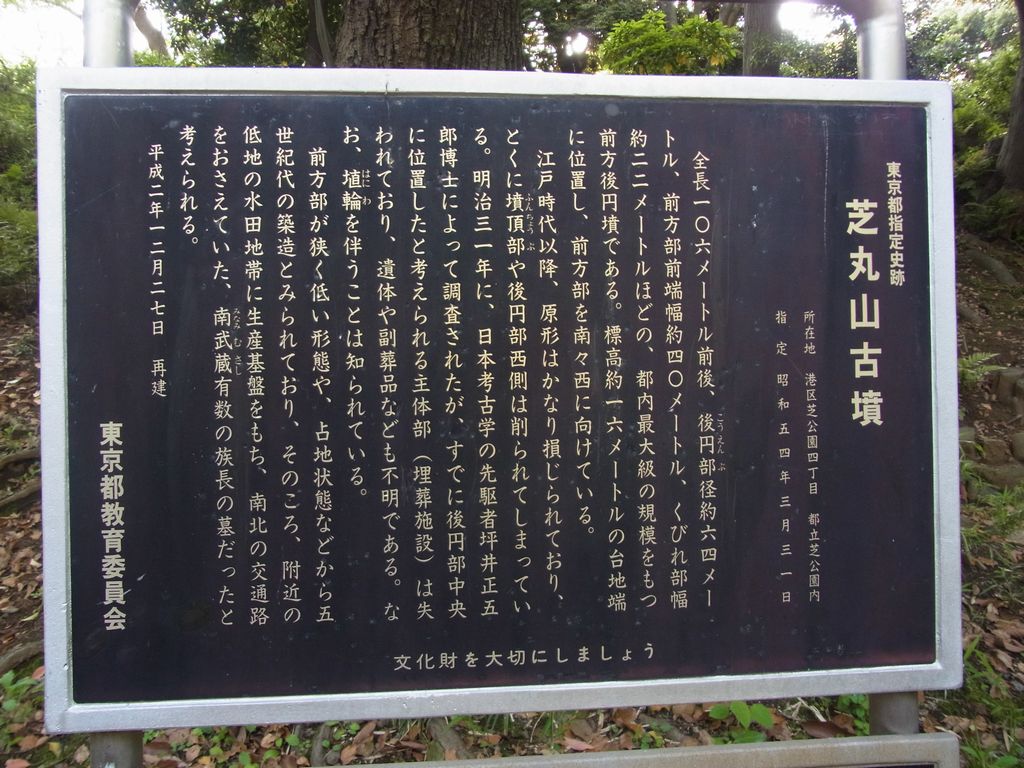 東京都指定史跡
芝丸山古墳
所在地 港区芝公園四丁目 都立芝公園内
指定 昭和五四年三月三一日
全長一〇六メートル前後、後円部径約六四メー
こうえんぶ
トル、前方部前端幅約四〇メートル、くびれ部幅
約二二メートルほどの、都内最大級の規模をもつ
前方後円墳である。標高約一六メートルの台地端
に位置し、前方部を南々西に向けている。
江戸時代以降、原形はかなり損じられており、
とくに墳頂部や後円部西側は削られてしまってい
ふんちょうぶ
る。明治三一年に、日本考古学の先駆者坪井正五
郎博士によって調査されたが、すでに後円部中央
に位置したと考えられる主体部（埋葬施設）は失
われており、遺体や副葬品なども不明である。な
お、埴輪を伴うことは知られている。
はにわ
前方部が狭く低い形態や、占地状態などから五
世紀代の築造とみられており、そのころ、附近の
低地の水田地帯に生産基盤をもち、南北の交通路
をおさえていた、南武蔵有数の族長の墓だったと
みなみむさし
考えられる。
平成二年一二月二七日 再建
東京都教育委員会
文化財を大切にしましょう